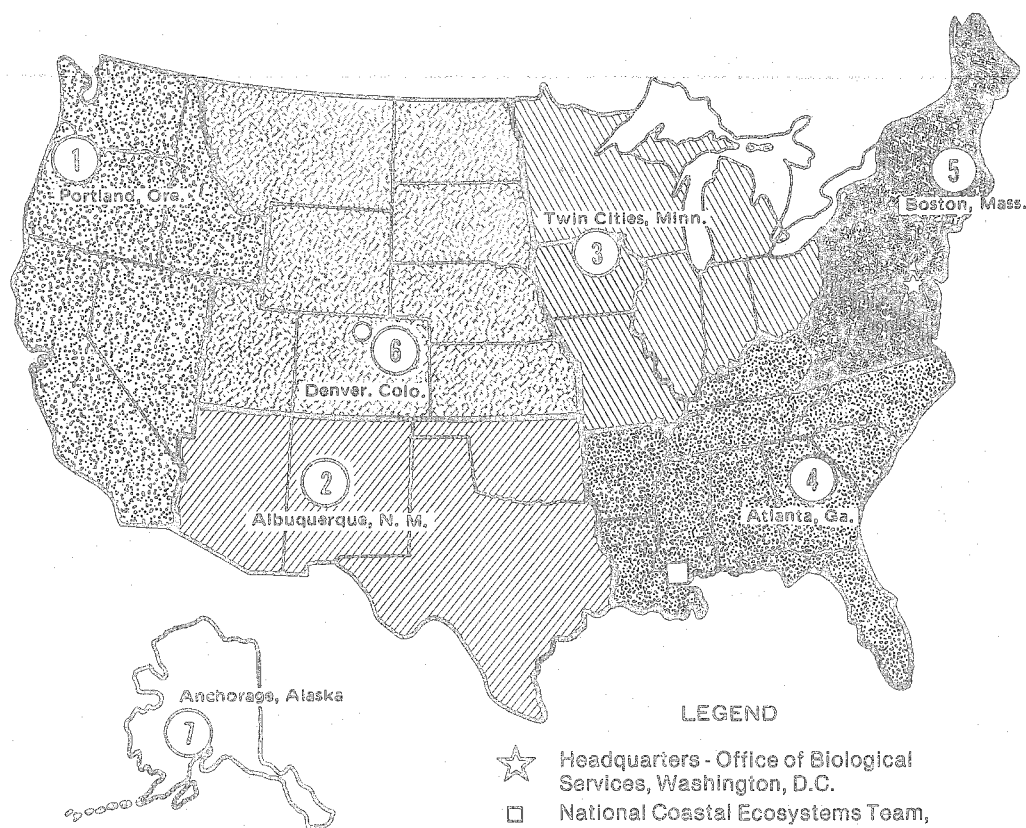 1
Portland, Ore.
Twin Cities, Minn.
3
5
Boston, Mass.
6
Denver. Colo.
2
Albuquerque, N. M.
4
Atlanta, Ga.
Anchorage, Alaska
7
LEGEND
Headquarters - Office of Biological
Services, Washington, D.C.
National Coastal Ecosystems Team,